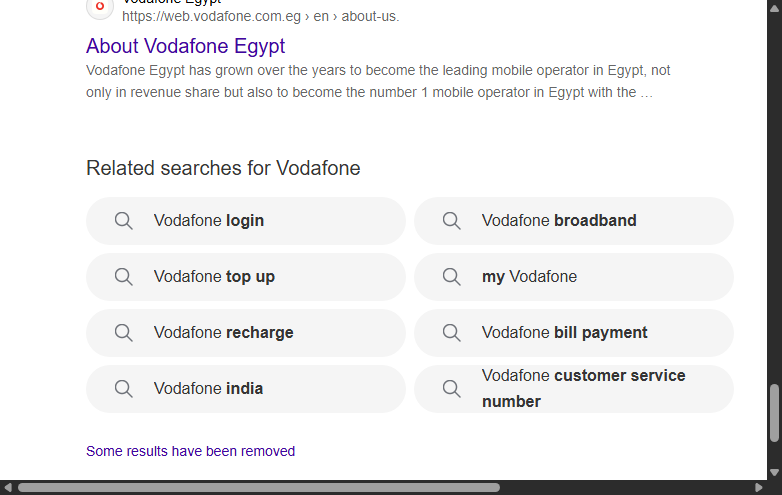 Vodafone Egypt
https://web.vodafone.com.eg › en › about-us.
About Vodafone Egypt
Vodafone Egypt has grown over the years to become the leading mobile operator in Egypt, not
only in revenue share but also to become the number 1 mobile operator in Egypt with the …
Related searches for Vodafone
Vodafone login
Vodafone broadband
Vodafone top up
my Vodafone
Vodafone recharge
Vodafone bill payment
Vodafone india
Vodafone customer service
number
Some results have been removed